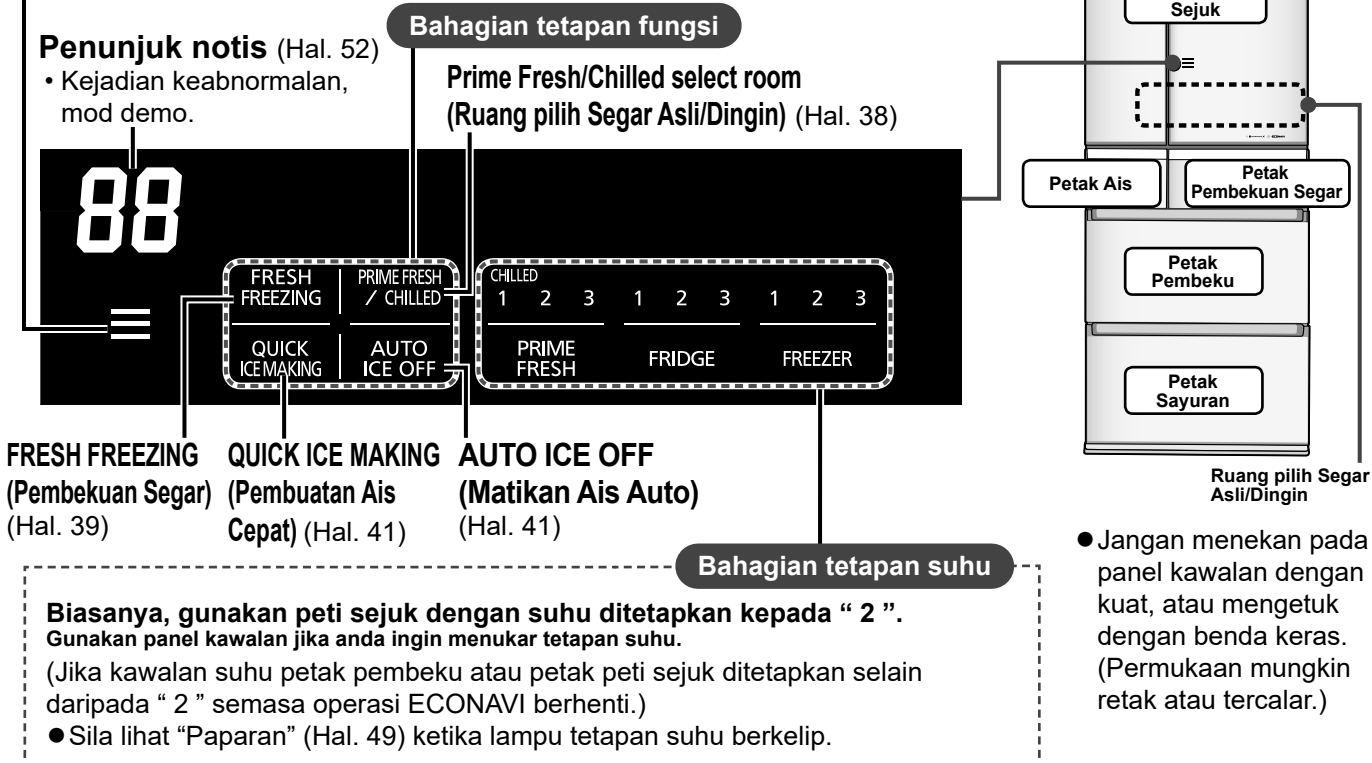 Bahagian tetapan fungsi
Penunjuk notis (Hal. 52)
• Kejadian keabnormalan,
mod demo.
Prime Fresh/Chilled select room
(Ruang pilih Segar Asli/Dingin) (Hal. 38)
88
FRESH
FREEZING
PRIME FRESH
/ CHILLED
QUICK
ICE MAKING
AUTO
ICE OFF
CHILLED
1 2 3 1 2 3 1 2 3
PRIME
FRESH
FRIDGE
FREEZER
FRESH FREEZING
(Pembekuan Segar)
(Hal. 39)
QUICK ICE MAKING
(Pembuatan Ais
Cepat) (Hal. 41)
AUTO ICE OFF
(Matikan Ais Auto)
(Hal. 41)
Bahagian tetapan suhu
Biasanya, gunakan peti sejuk dengan suhu ditetapkan kepada “ 2 ”.
Gunakan panel kawalan jika anda ingin menukar tetapan suhu.
(Jika kawalan suhu petak pembeku atau petak peti sejuk ditetapkan selain
daripada “ 2 ” semasa operasi ECONAVI berhenti.)
●Sila lihat “Paparan” (Hal. 49) ketika lampu tetapan suhu berkelip.
Sejuk
Petak Ais
Petak
Pembekuan Segar
Petak
Pembeku
Petak
Sayuran
Ruang pilih Segar
Asli/Dingin
●Jangan menekan pada
panel kawalan dengan
kuat, atau mengetuk
dengan benda keras.
(Permukaan mungkin
retak atau tercalar.)